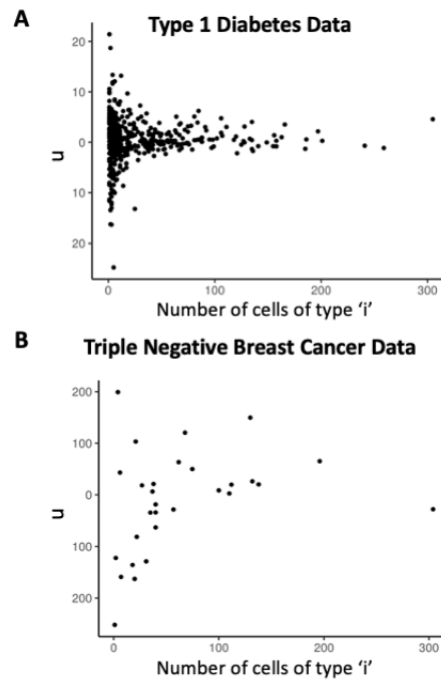 A
Type 1 Diabetes Data
20
10
0
10
20
u
0
100
200
300
Number of cells of type ‘i’
B
Triple Negative Breast Cancer Data
200
100
0
100
200
u
0
100
200
300
Number of cells of type ‘i’